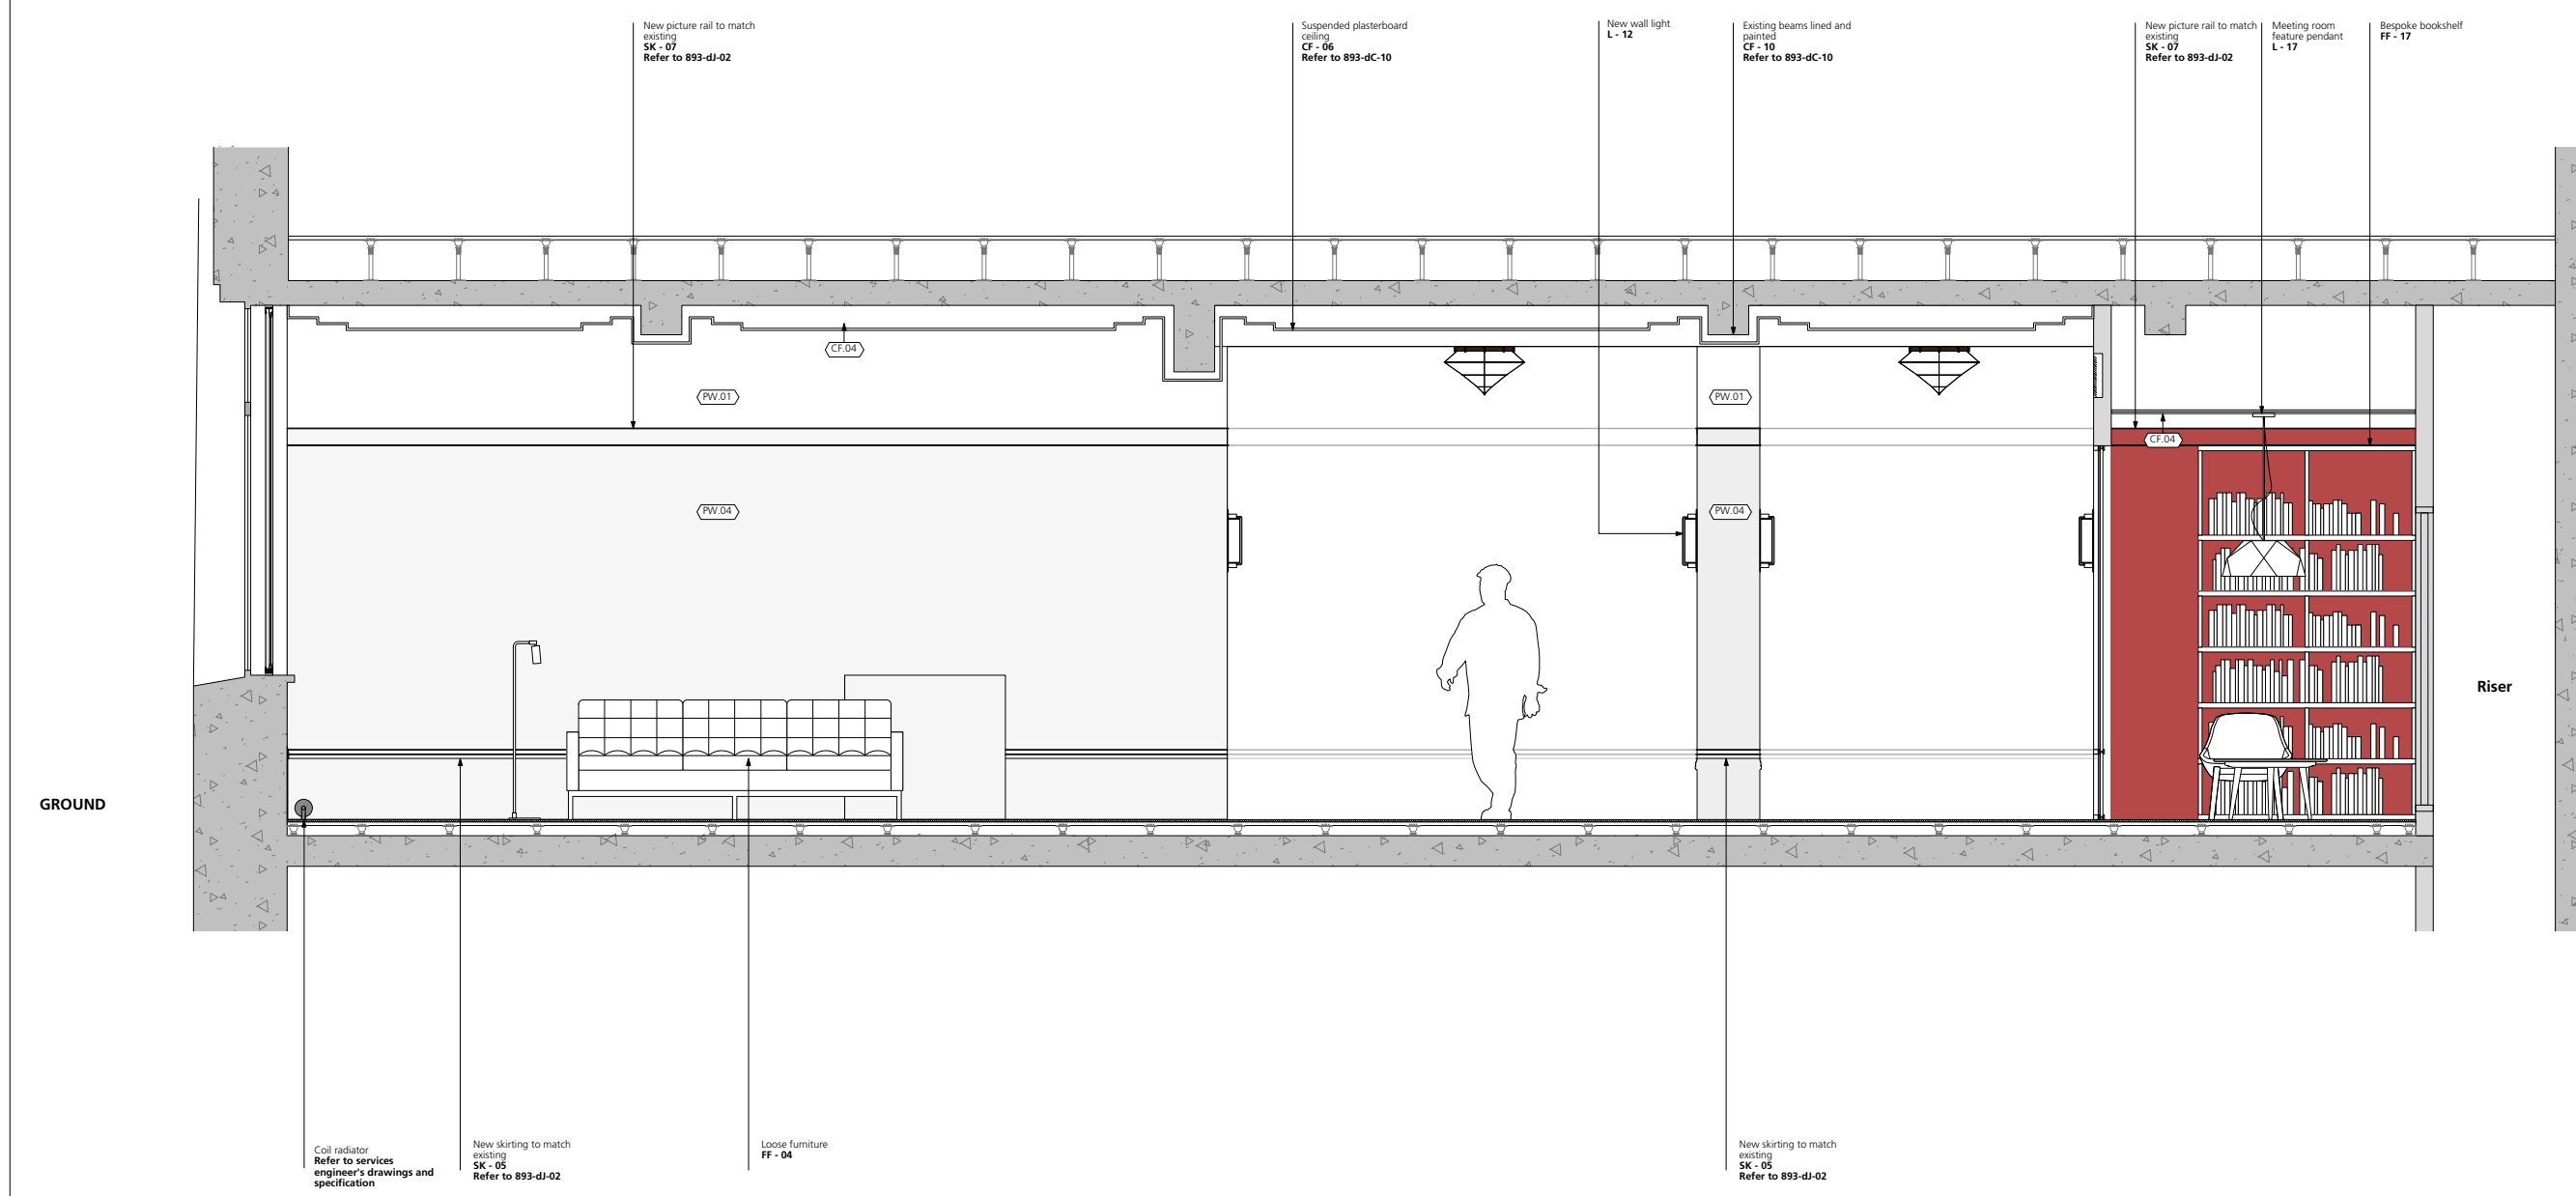 New picture rail to match
existing
SK - 07
Refer to 893-dJ-02
Suspended plasterboard
ceiling
CF - 06
Refer to 893-dC-10
New wall light
L - 12
Existing beams lined and
painted
CF - 10
Refer to 893-dC-10
New picture rail to match
existing
SK - 07
Refer to 893-dJ-02
Meeting room
feature pendant
L - 17
Bespoke bookshelf
FF - 17
CF.04
PW.01
PW.01
CF.04
PW.04
PW.04
Riser
GROUND
Coil radiator
Refer to services
engineer's drawings and
specification
New skirting to match
existing
SK - 05
Refer to 893-dJ-02
Loose furniture
FF - 04
New skirting to match
existing
SK - 05
Refer to 893-dJ-02